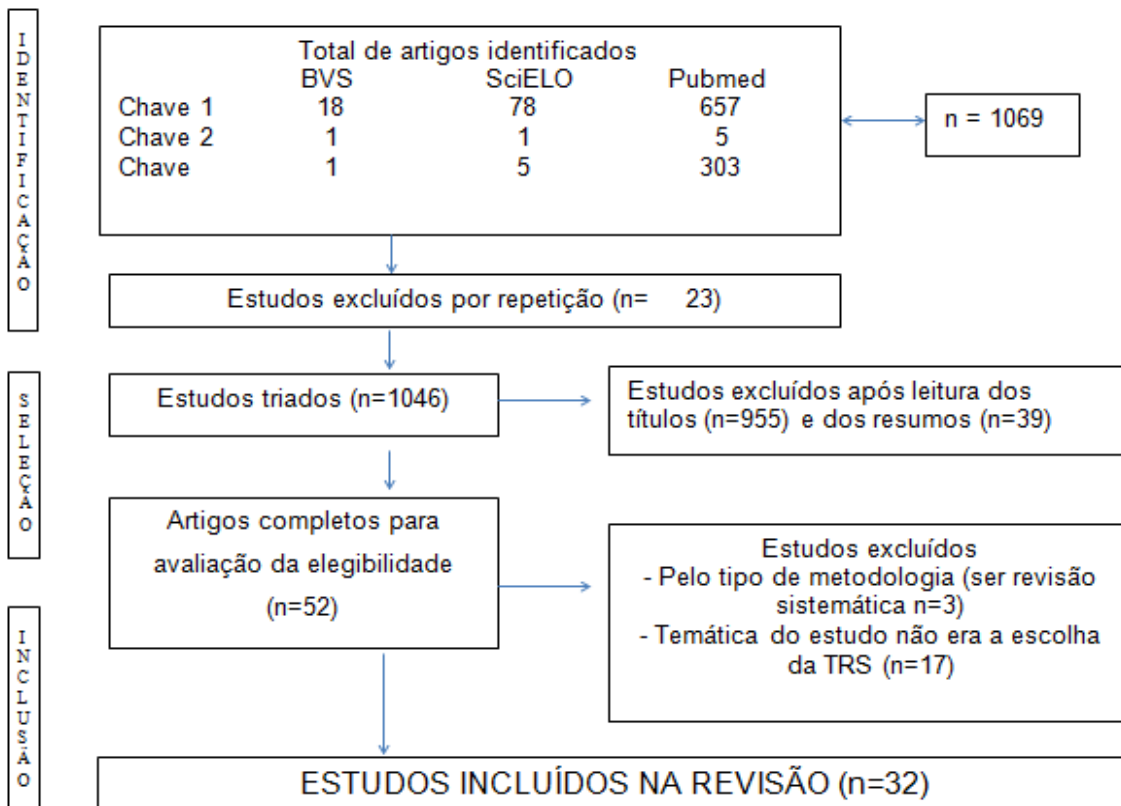 IDENTIFICAÇÃO
Total de artigos identificados
BVS SciELO Pubmed
Chave 1 18 78 657
Chave 2 1 1 5
Chave 1 5 303
n = 1069
Estudos excluídos por repetição (n= 23)
SELEÇÃO
Estudos triados (n=1046)
Estudos excluídos após leitura dos
títulos (n=955) e dos resumos (n=39)
Artigos completos para
avaliação da elegibilidade
(n=52)
Estudos excluídos
- Pelo tipo de metodologia (ser revisão
sistemática n=3)
- Temática do estudo não era a escolha
da TRS (n=17)
INCLUSÃO
ESTUDOS INCLUÍDOS NA REVISÃO (n=32)